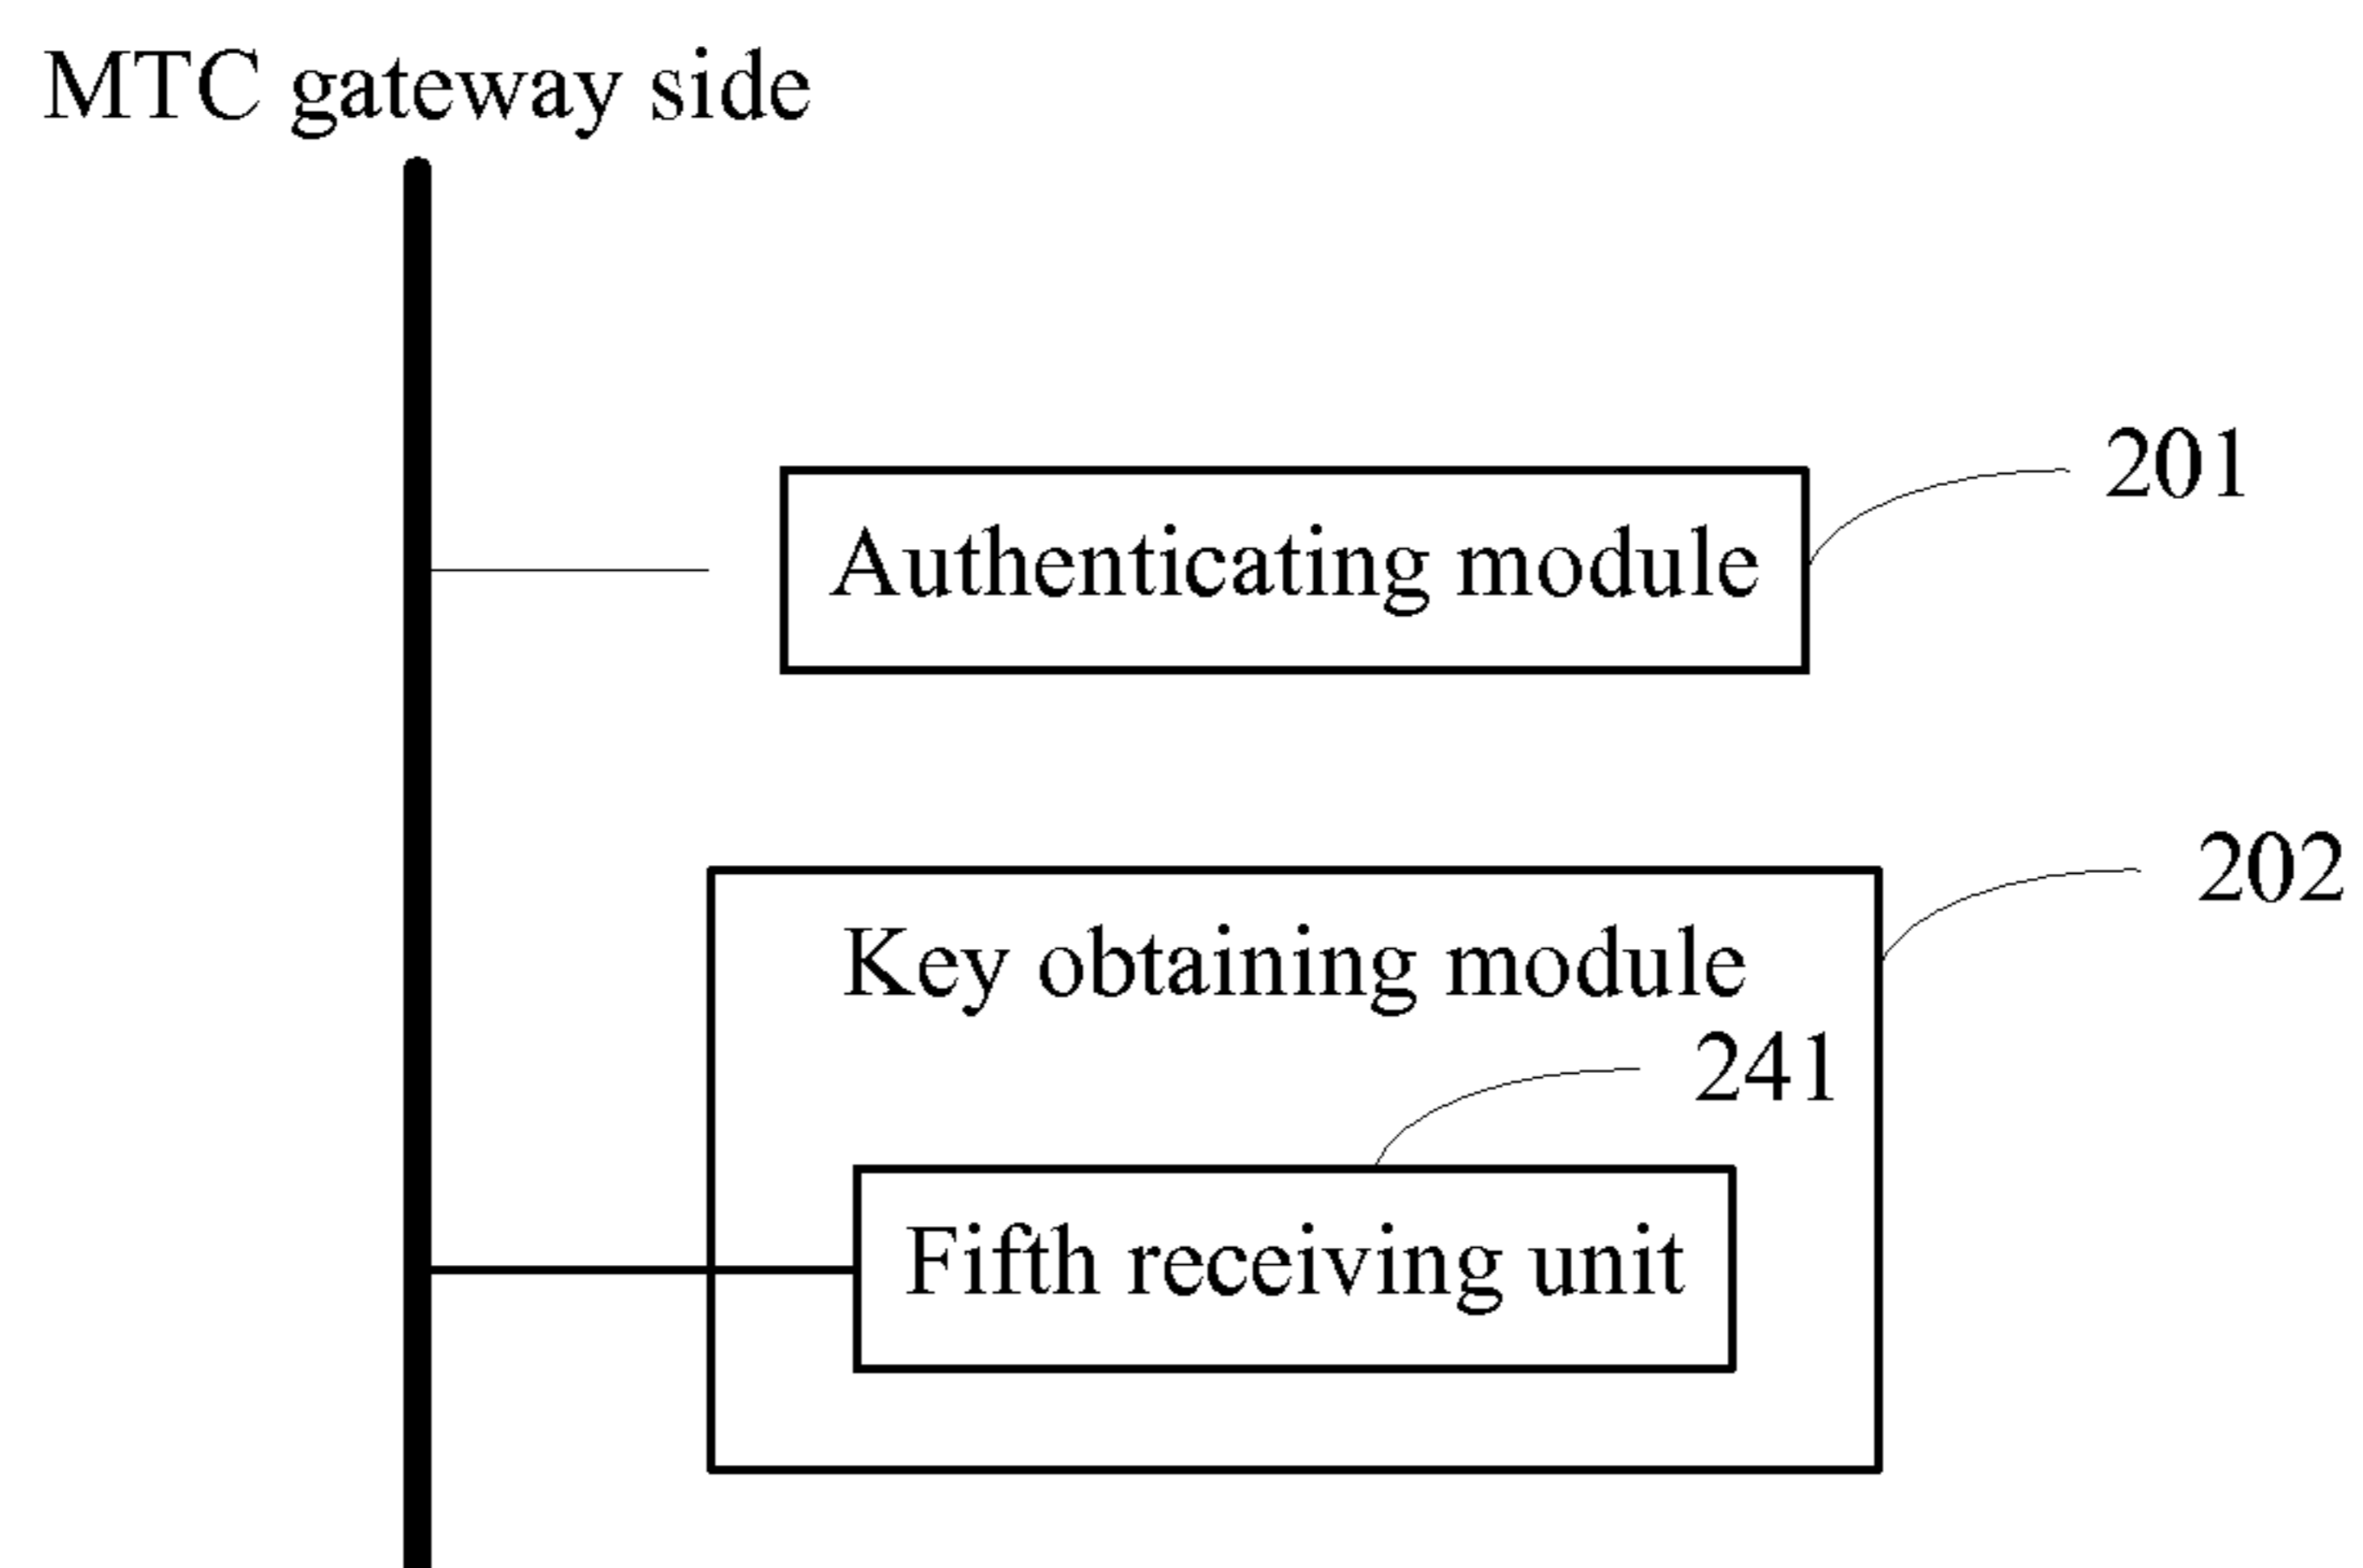 MTC gateway side
201
Authenticating module
202
Key obtaining module
241
Fifth receiving unit